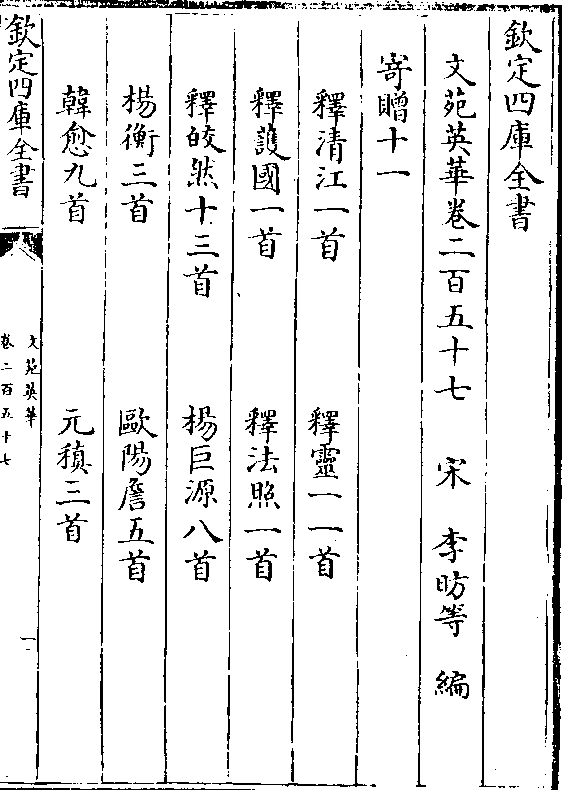 欽定四庫全書
文苑英華卷二百五十七　宋　李昉等　編
寄贈十一
釋清江一首　釋靈一一首
釋護國一首　釋法照一首
釋皎然十三首　楊巨源八首
楊衡三首　歐陽詹五首
韓愈九首　元稹三首
欽定四庫全書
文苑英華
卷二百五十七
一